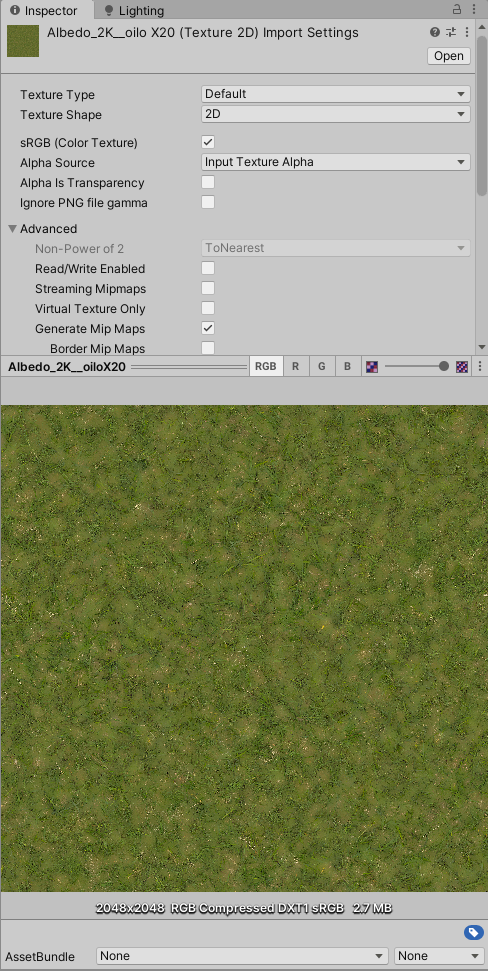 Inspector Lighting
Albedo_2K__oilo X20 (Texture 2D) Import Settings
Open
Texture Type Default
Texture Shape 2D
sRGB (Color Texture)
Alpha Source Input Texture Alpha
Alpha Is Transparency
Ignore PNG file gamma
Advanced
Non-Power of 2 ToNearest
Read/Write Enabled
Streaming Mipmaps
Virtual Texture Only
Generate Mip Maps
Border Mip Maps
Albedo_2K__oiloX20 RGB R G B
2048x2048 RGB Compressed DXT1 sRGB 2.7 MB
AssetBundle None None